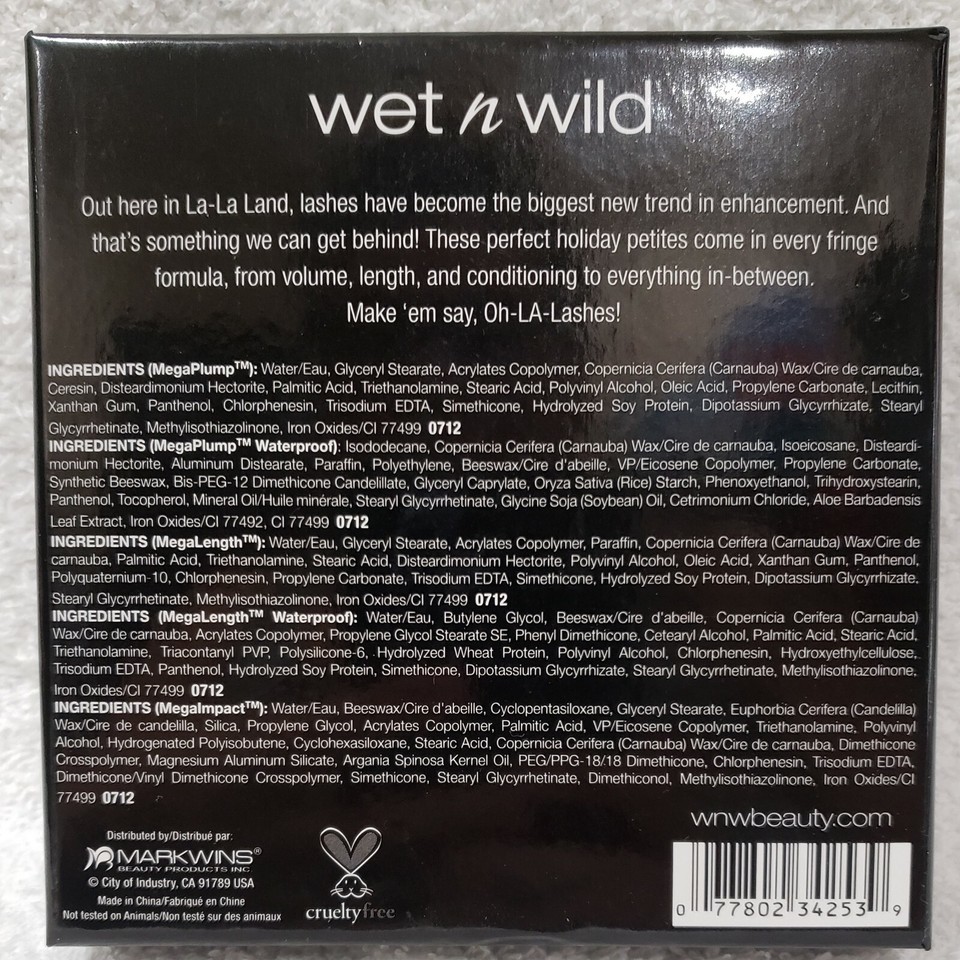 wet n wild
Out here in La-La Land, lashes have become the biggest new trend in enhancement. And
that's something we can get behind! These perfect holiday petites come in every fringe
formula, from volume, length, and conditioning to everything in-between.
Make 'em say, Oh-LA-Lashes!
INGREDIENTS (MegaPlump™): Water/Eau, Glyceryl Stearate, Acrylates Copolymer, Copernicia Cerifera (Carnauba) Wax/Cire de carnauba,
Ceresin, Disteardimonium Hectorite, Palmitic Acid, Triethanolamine, Stearic Acid, Polyvinyl Alcohol, Oleic Acid, Propylene Carbonate, Lecithin,
Xanthan Gum, Panthenol, Chlorphenesin, Trisodium EDTA, Simethicone, Hydrolyzed Soy Protein, Dipotassium Glycyrrhizate, Stearyl
Glycyrrhetinate, Methylisothiazolinone, Iron Oxides/CI 77499 0712
INGREDIENTS (MegaPlump™ Waterproof): Isododecane, Copernicia Cerifera (Carnauba) Wax/Cire de carnauba, Isoeicosane, Disteardi-
monium Hectorite, Aluminum Distearate, Paraffin, Polyethylene, Beeswax/Cire d'abeille, VP/Eicosene Copolymer, Propylene Carbonate,
Synthetic Beeswax, Bis-PEG-12 Dimethicone Candelillate, Glyceryl Caprylate, Oryza Sativa (Rice) Starch, Phenoxyethanol, Trihydroxystearin,
Panthenol, Tocopherol, Mineral Oil/Huile minérale, Stearyl Glycyrrhetinate, Glycine Soja (Soybean) Oil, Cetrimonium Chloride, Aloe Barbadensis
Leaf Extract, Iron Oxides/CI 77492, CI 77499 0712
INGREDIENTS (MegaLength™): Water/Eau, Glyceryl Stearate, Acrylates Copolymer, Paraffin, Copernicia Cerifera (Carnauba) Wax/Cire de
carnauba, Palmitic Acid, Triethanolamine, Stearic Acid, Disteardimonium Hectorite, Polyvinyl Alcohol, Oleic Acid, Xanthan Gum, Panthenol,
Polyquaternium-10, Chlorphenesin, Propylene Carbonate, Trisodium EDTA, Simethicone, Hydrolyzed Soy Protein, Dipotassium Glycyrrhizate,
Stearyl Glycyrrhetinate, Methylisothiazolinone, Iron Oxides/CI 77499 0712
INGREDIENTS (MegaLength™ Waterproof): Water/Eau, Butylene Glycol, Beeswax/Cire d'abeille, Copernicia Cerifera (Carnauba)
Wax/Cire de carnauba, Acrylates Copolymer, Propylene Glycol Stearate SE, Phenyl Dimethicone, Cetearyl Alcohol, Palmitic Acid, Stearic Acid,
Triethanolamine, Triacontanyl PVP, Polysilicone-6, Hydrolyzed Wheat Protein, Polyvinyl Alcohol, Chlorphenesin, Hydroxyethylcellulose,
Trisodium EDTA, Panthenol, Hydrolyzed Soy Protein, Simethicone, Dipotassium Glycyrrhizate, Stearyl Glycyrrhetinate, Methylisothiazolinone,
Iron Oxides/CI 77499 0712
INGREDIENTS (MegaImpact™): Water/Eau, Beeswax/Cire d'abeille, Cyclopentasiloxane, Glyceryl Stearate, Euphorbia Cerifera (Candelilla)
Wax/Cire de candelilla, Silica, Propylene Glycol, Acrylates Copolymer, Palmitic Acid, VP/Eicosene Copolymer, Triethanolamine, Polyvinyl
Alcohol, Hydrogenated Polyisobutene, Cyclohexasiloxane, Stearic Acid, Copernicia Cerifera (Carnauba) Wax/Cire de carnauba, Dimethicone
Crosspolymer, Magnesium Aluminum Silicate, Argania Spinosa Kernel Oil, PEG/PPG-18/18 Dimethicone, Chlorphenesin, Trisodium EDTA,
Dimethicone/Vinyl Dimethicone Crosspolymer, Simethicone, Stearyl Glycyrrhetinate, Dimethiconol, Methylisothiazolinone, Iron Oxides/CI
77499 0712
wnwbeauty.com
Distributed by/Distribué par:
MARKWINS®
BEAUTY PRODUCTS INC.
© City of Industry, CA 91789 USA
Made in China/Fabriqué en Chine
Not tested on Animals/Non testé sur des animaux
crueltyfree
0 77802 34253 9